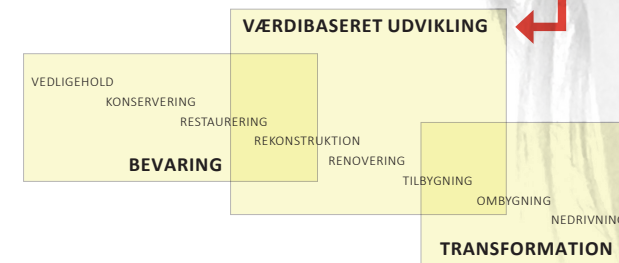 VÆRDIBASERET UDVIKLING
VEDLIGEHOLD
KONSERVERING
RESTAURERING
REKONSTRUKTION
BEVARING
RENOVERING
TILBYGNING
OMBYGNING
NEDRIVNING
TRANSFORMATION